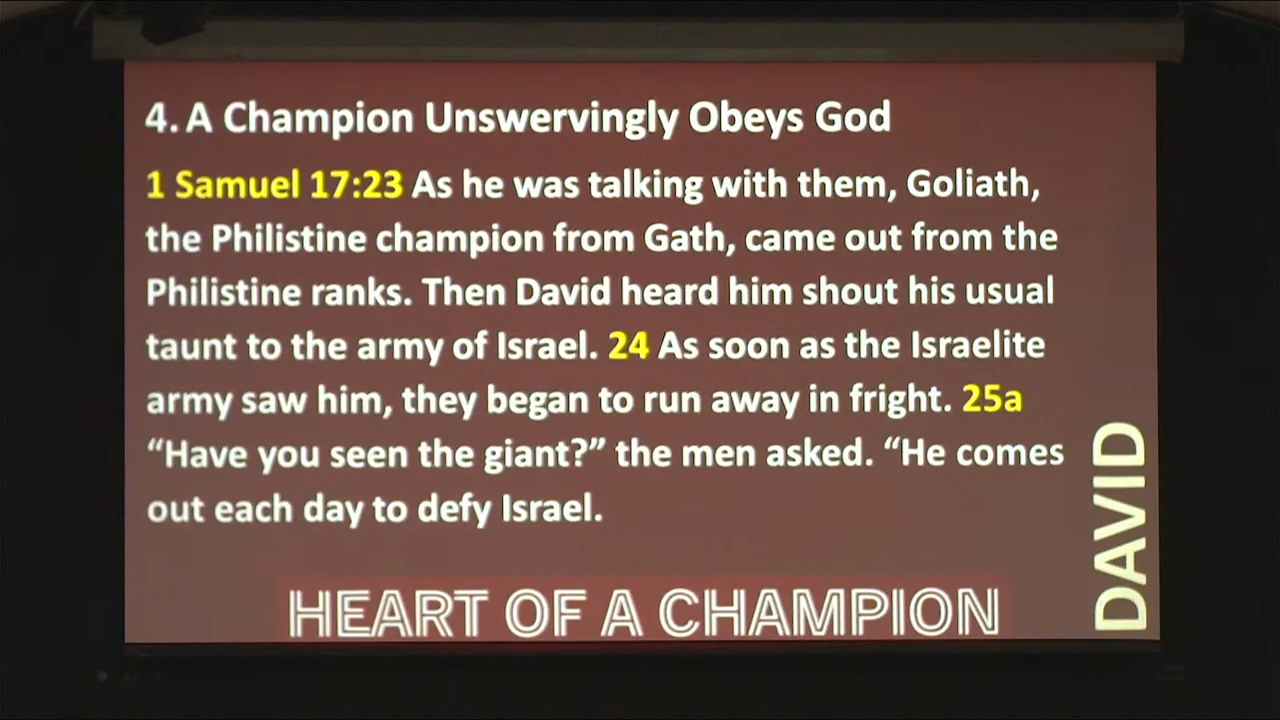 4. A Champion Unswervingly Obeys God
1 Samuel 17:23 As he was talking with them, Goliath,
the Philistine champion from Gath, came out from the
Philistine ranks. Then David heard him shout his usual
taunt to the army of Israel. 24 As soon as the Israelite
army saw him, they began to run away in fright. 25a
“Have you seen the giant?” the men asked. “He comes
out each day to defy Israel.
DAVID
HEART OF A CHAMPION